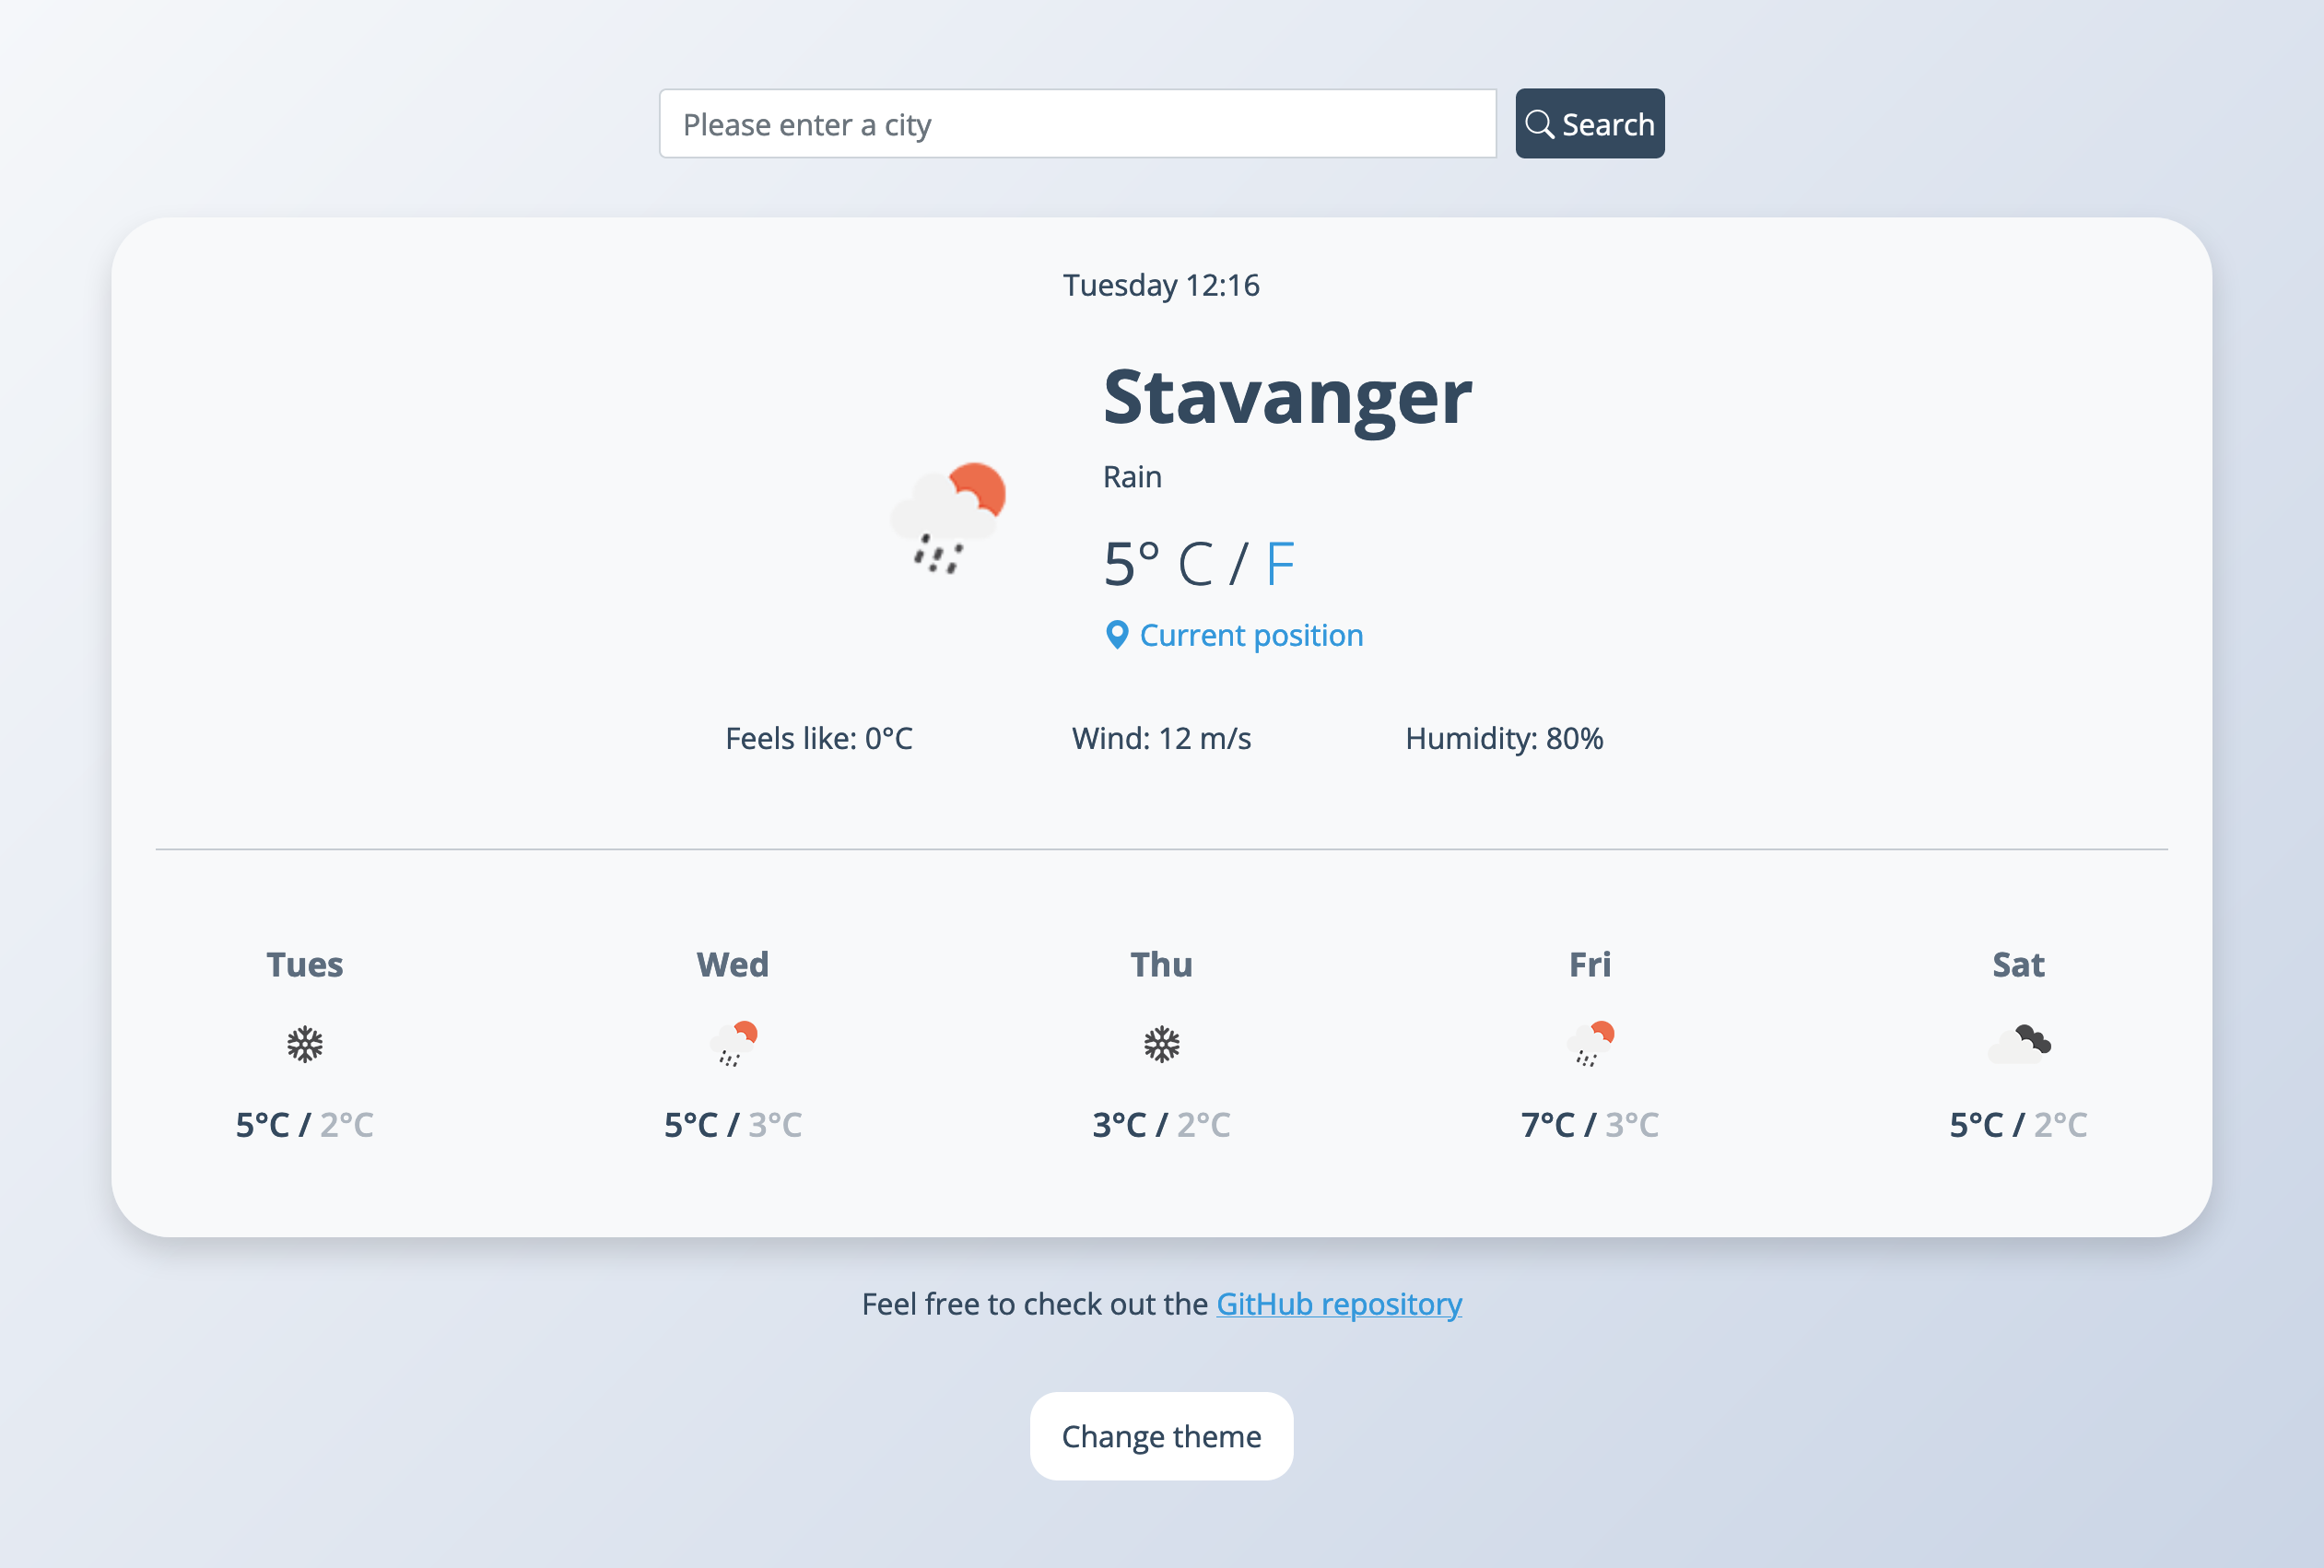 Please enter a city
Search
Tuesday 12:16
Stavanger
Rain
5° C / F
Current position
Feels like: 0°C Wind: 12 m/s Humidity: 80%
Tues Wed Thu Fri Sat
5°C / 2°C 5°C / 3°C 3°C / 2°C 7°C / 3°C 5°C / 2°C
Feel free to check out the GitHub repository
Change theme